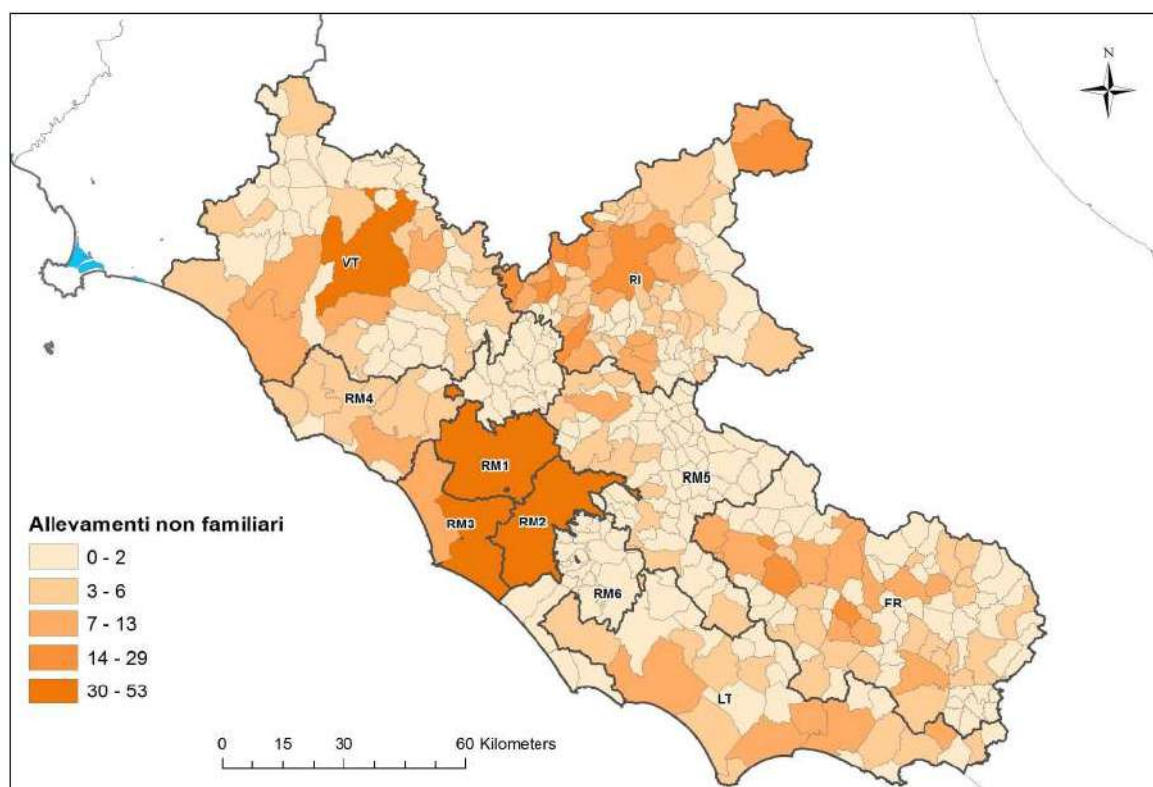 N
VT
RI
RM4
RM1
RM5
RM3
RM2
RM6
FR
LT
Allevamenti non familiari
0 - 2
3 - 6
7 - 13
14 - 29
30 - 53
0 15 30 60 Kilometers